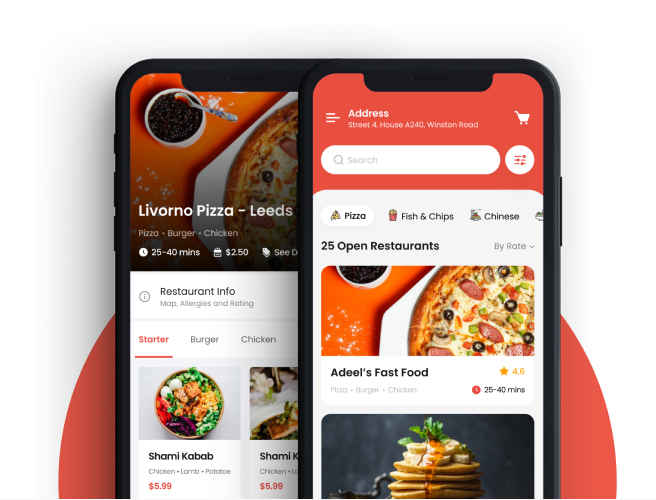 Livorno Pizza - Leeds
Pizza • Burger • Chicken
25-40 mins
$2.50
See D
Restaurant Info
Map, Allergies and Rating
Starter
Burger
Chicken
Shami Kabab
Chicken • Lamb • Potatoe
$5.99
Shami K
Chicken • La
$5.99
Address
Street 4, House A240, Winston Road
Search
Pizza
Fish & Chips
Chinese
25 Open Restaurants
By Rate
Adeel's Fast Food
4.6
Pizza • Burger • Chicken
25-40 mins